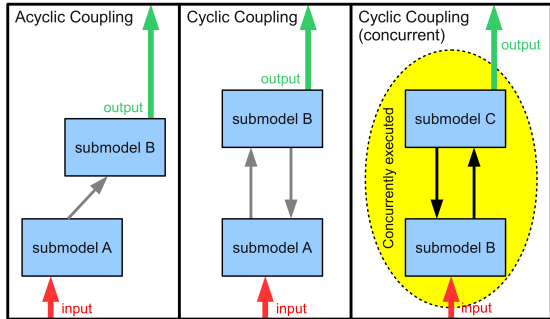 Acyclic Coupling
output
submodel B
submodel A
input
Cyclic Coupling
output
submodel B
submodel A
input
Cyclic Coupling
(concurrent)
output
Concurrently executed
submodel C
submodel B
input